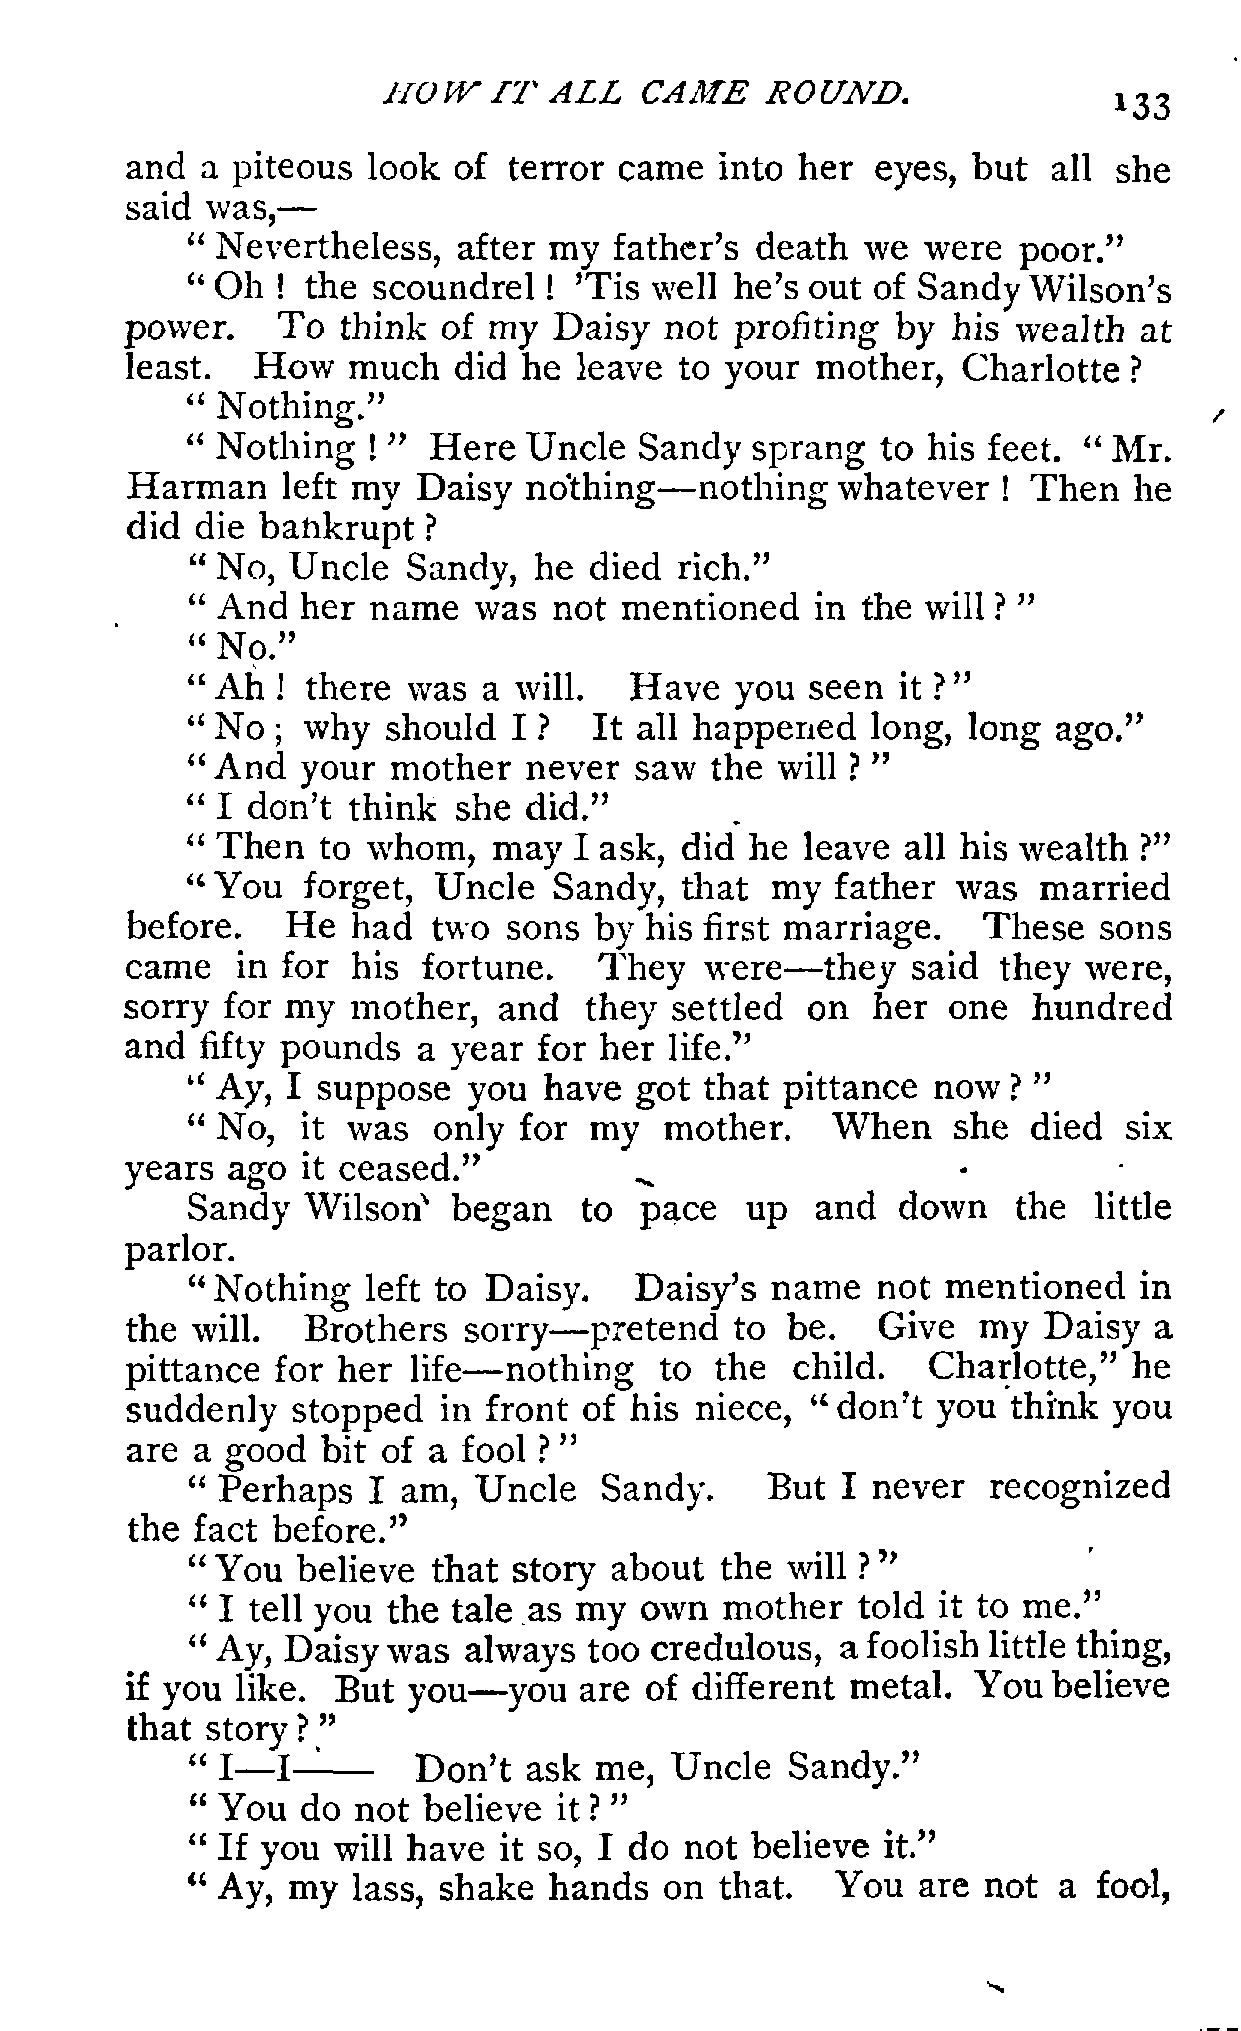 HOW IT ALL CAME ROUND. 133
and a piteous look of terror came into her eyes, but all she
said was,—
" Nevertheless, after my father's death we were poor."
" Oh ! the scoundrel ! 'Tis well he's out of Sandy Wilson's
power. To think of my Daisy not profiting by his wealth at
least. How much did he leave to your mother, Charlotte ?
" Nothing."
" Nothing ! " Here Uncle Sandy sprang to his feet. " Mr.
Harman left my Daisy nothing—nothing whatever ! Then he
did die bankrupt ?
" No, Uncle Sandy, he died rich."
" And her name was not mentioned in the will ? "
" No."
" Ah ! there was a will. Have you seen it ? "
" No ; why should I ? It all happened long, long ago."
" And your mother never saw the will ? "
" I don't think she did."
" Then to whom, may I ask, did he leave all his wealth ?"
" You forget, Uncle Sandy, that my father was married
before. He had two sons by his first marriage. These sons
came in for his fortune. They were—they said they were,
sorry for my mother, and they settled on her one hundred
and fifty pounds a year for her life."
" Ay, I suppose you have got that pittance now ? "
" No, it was only for my mother. When she died six
years ago it ceased."
Sandy Wilson began to pace up and down the little
parlor.
" Nothing left to Daisy. Daisy's name not mentioned in
the will. Brothers sorry—pretend to be. Give my Daisy a
pittance for her life—nothing to the child. Charlotte," he
suddenly stopped in front of his niece, " don't you think you
are a good bit of a fool ? "
" Perhaps I am, Uncle Sandy. But I never recognized
the fact before."
" You believe that story about the will ? "
" I tell you the tale as my own mother told it to me."
" Ay, Daisy was always too credulous, a foolish little thing,
if you like. But you—you are of different metal. You believe
that story ? "
" I—I—— Don't ask me, Uncle Sandy."
" You do not believe it ? "
" If you will have it so, I do not believe it."
" Ay, my lass, shake hands on that. You are not a fool,